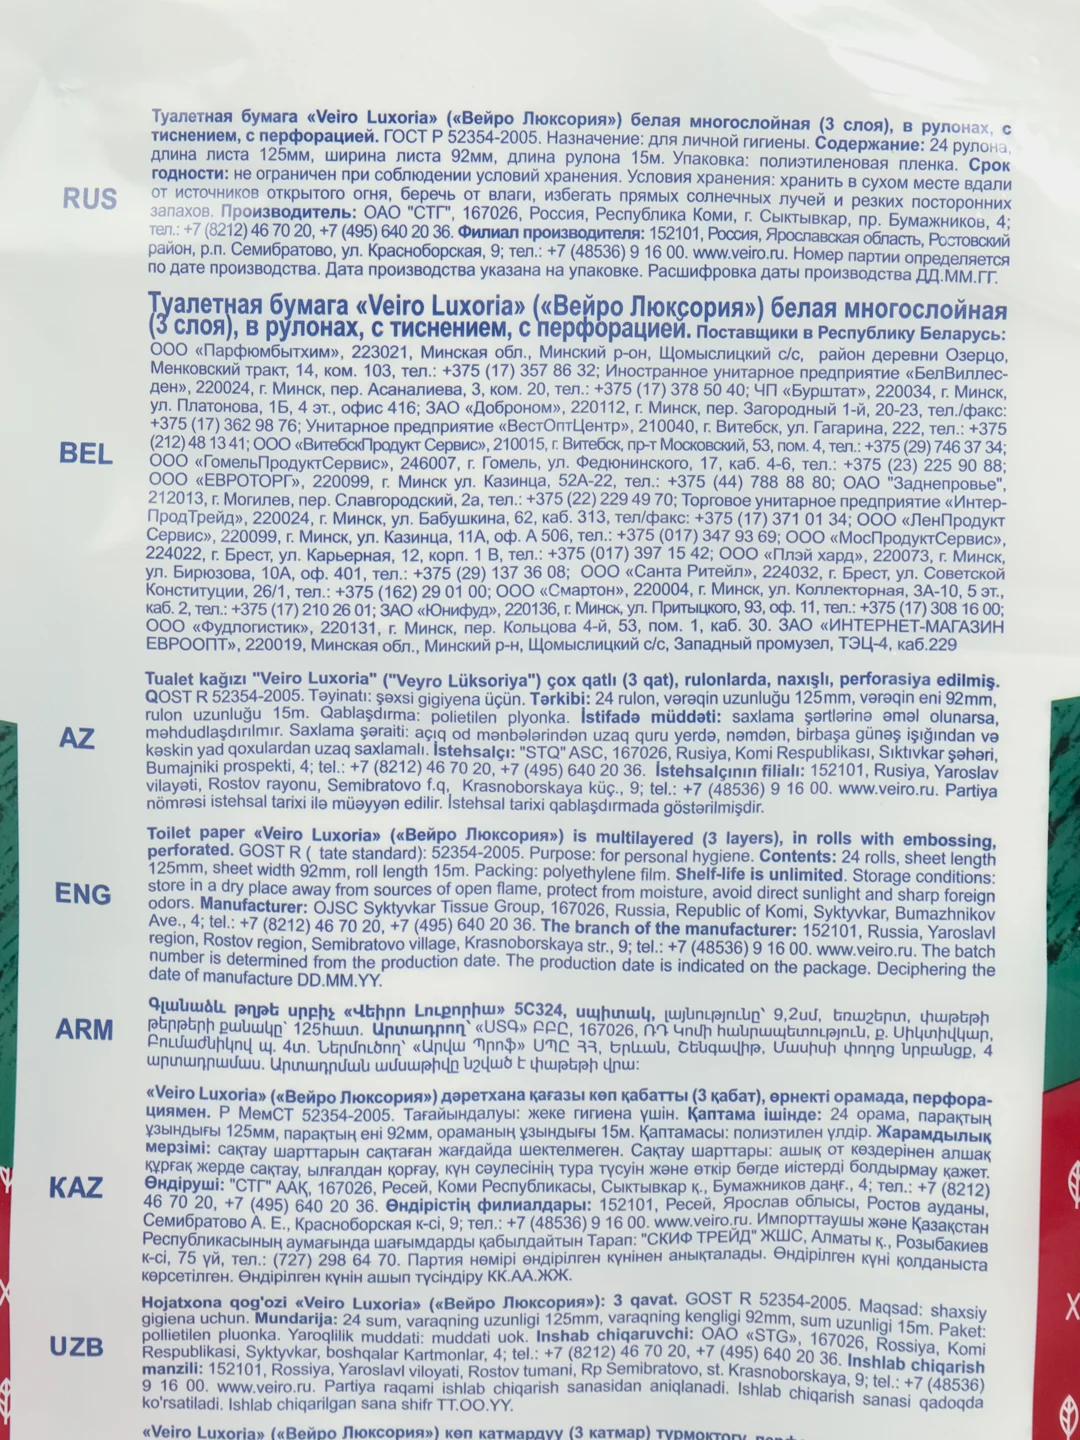 Туалетная бумага «Veiro Luxoria» («Вейро Люксория») белая многослойная (3 слоя), в рулонах, с
тиснением, с перфорацией. ГОСТ Р 52354-2005. Назначение: для личной гигиены. Содержание: 24 рулона,
длина листа 125мм, ширина листа 92мм, длина рулона 15м. Упаковка: полиэтиленовая пленка. Срок
годности: не ограничен при соблюдении условий хранения. Условия хранения: хранить в сухом месте вдали
RUS
от источников открытого огня, беречь от влаги, избегать прямых солнечных лучей и резких посторонних
запахов. Производитель: ОАО "СТГ", 167026, Россия, Республика Коми, г. Сыктывкар, пр. Бумажников, 4;
тел.: +7 (8212) 46 70 20, +7 (495) 640 20 36. Филиал производителя: 152101, Россия, Ярославская область, Ростовский
район, р.п. Семибратово, ул. Красноборская, 9; тел.: +7 (48536) 9 16 00. www.veiro.ru. Номер партии определяется
по дате производства. Дата производства указана на упаковке. Расшифровка даты производства ДД.ММ.ГГ.
Туалетная бумага «Veiro Luxoria» («Вейро Люксория») белая многослойная
(3 слоя), в рулонах, с тиснением, с перфорацией. Поставщики в Республику Беларусь:
ООО «Парфюмбытхим», 223021, Минская обл., Минский р-он, Щомыслицкий с/с, район деревни Озерцо,
Менковский тракт, 14, ком. 103, тел.: +375 (17) 357 86 32; Иностранное унитарное предприятие «БелВиллес-
ден», 220024, г. Минск, пер. Асаналиева, 3, ком. 20, тел.: +375 (17) 378 50 40; ЧП «Бурштат», 220034, г. Минск,
ул. Платонова, 1Б, 4 эт., офис 416; ЗАО «Доброном», 220112, г. Минск, пер. Загородный 1-й, 20-23, тел./факс:
+375 (17) 362 98 76; Унитарное предприятие «ВестОптЦентр», 210040, г. Витебск, ул. Гагарина, 222, тел.: +375
BEL
(212) 48 13 41; ООО «ВитебскПродукт Сервис», 210015, г. Витебск, пр-т Московский, 53, пом. 4, тел.: +375 (29) 746 37 34;
ООО «ГомельПродуктСервис», 246007, г. Гомель, ул. Федюнинского, 17, каб. 4-6, тел.: +375 (23) 225 90 88;
ООО «ЕВРОТОРГ», 220099, г. Минск ул. Казинца, 52А-22, тел.: +375 (44) 788 88 80; ОАО "Заднепровье",
212013, г. Могилев, пер. Славгородский, 2а, тел.: +375 (22) 229 49 70; Торговое унитарное предприятие «Интер-
ПродТрейд», 220024, г. Минск, ул. Бабушкина, 62, каб. 313, тел/факс: +375 (17) 371 01 34; ООО «ЛенПродукт
Сервис», 220099, г. Минск, ул. Казинца, 11А, оф. А 506, тел.: +375 (017) 347 93 69; ООО «МосПродуктСервис»,
224022, г. Брест, ул. Карьерная, 12, корп. 1 В, тел.: +375 (017) 397 15 42; ООО «Плэй хард», 220073, г. Минск,
ул. Бирюзова, 10А, оф. 401, тел.: +375 (29) 137 36 08; ООО «Санта Ритейл», 224032, г. Брест, ул. Советской
Конституции, 26/1, тел.: +375 (162) 29 01 00; ООО «Смартон», 220004, г. Минск, ул. Коллекторная, 3А-10, 5 эт.,
каб. 2, тел.: +375 (17) 210 26 01; ЗАО «Юнифуд», 220136, г. Минск, ул. Притыцкого, 93, оф. 11, тел.: +375 (17) 308 16 00;
ООО «Фудлогистик», 220131, г. Минск, пер. Кольцова 4-й, 53, пом. 1, каб. 30. ЗАО «ИНТЕРНЕТ-МАГАЗИН
ЕВРООПТ», 220019, Минская обл., Минский р-н, Щомыслицкий с/с, Западный промузел, ТЭЦ-4, каб.229
Tualet kağızı "Veiro Luxoria" ("Veyro Lüksoriya") çox qatlı (3 qat), rulonlarda, naxışlı, perforasiya edilmiş.
QOST R 52354-2005. Təyinatı: şəxsi gigiyena üçün. Tərkibi: 24 rulon, vərəqin uzunluğu 125mm, vərəqin eni 92mm,
rulon uzunluğu 15m. Qablaşdırma: polietilen plyonka. İstifadə müddəti: saxlama şərtlərinə əməl olunarsa,
AZ
məhdudlaşdırılmır. Saxlama şəraiti: açıq od mənbələrindən uzaq quru yerdə, nəmdən, birbaşa günəş işığından və
kəskin yad qoxulardan uzaq saxlamalı. İstehsalçı: "STQ" ASC, 167026, Rusiya, Komi Respublikası, Sıktıvkar şəhəri,
Bumajniki prospekti, 4; tel.: +7 (8212) 46 70 20, +7 (495) 640 20 36. İstehsalçının filialı: 152101, Rusiya, Yaroslav
vilayəti, Rostov rayonu, Semibratovo f.q, Krasnoborskaya küç., 9; tel.: +7 (48536) 9 16 00. www.veiro.ru. Partiya
nömrəsi istehsal tarixi ilə müəyyən edilir. İstehsal tarixi qablaşdırmada göstərilmişdir.
Toilet paper «Veiro Luxoria» («Вейро Люксория») is multilayered (3 layers), in rolls with embossing,
perforated. GOST R ( tate standard): 52354-2005. Purpose: for personal hygiene. Contents: 24 rolls, sheet length
125mm, sheet width 92mm, roll length 15m. Packing: polyethylene film. Shelf-life is unlimited. Storage conditions:
ENG
store in a dry place away from sources of open flame, protect from moisture, avoid direct sunlight and sharp foreign
odors. Manufacturer: OJSC Syktyvkar Tissue Group, 167026, Russia, Republic of Komi, Syktyvkar, Bumazhnikov
Ave., 4; tel.: +7 (8212) 46 70 20, +7 (495) 640 20 36. The branch of the manufacturer: 152101, Russia, Yaroslavl
region, Rostov region, Semibratovo village, Krasnoborskaya str., 9; tel.: +7 (48536) 9 16 00. www.veiro.ru. The batch
number is determined from the production date. The production date is indicated on the package. Deciphering the
date of manufacture DD.MM.YY.
Գլանաձև թղթե սրբիչ «Վեիրո Լուքորիա» 5C324, սպիտակ, լայնությունը՝ 9,2սմ, եռաշերտ, փաթեթի
թերթերի քանակը՝ 125հատ. Արտադրող՝ «ՍՏԳ» ԲԲԸ, 167026, ՌԴ Կոմի հանրապետություն, ք. Սիկտիվկար,
ARM
Բումաժնիկով պ. 4տ. Ներմուծող՝ «Արվա Պրոֆ» ՍՊԸ ՀՀ, Երևան, Շենգավիթ, Մասիսի փողոց նրբանցք, 4
արտադրամաս. Արտադրման ամսաթիվը նշված է փաթեթի վրա:
«Veiro Luxoria» («Вейро Люксория») дәретхана қағазы көп қабатты (3 қабат), өрнекті орамада, перфора-
циямен. Р МемСТ 52354-2005. Тағайындалуы: жеке гигиена үшін. Қаптама ішінде: 24 орама, парақтың
ұзындығы 125мм, парақтың ені 92мм, ораманың ұзындығы 15м. Қаптамасы: полиэтилен үлдір. Жарамдылық
мерзімі: сақтау шарттарын сақтаған жағдайда шектелмеген. Сақтау шарттары: ашық от көздерінен алшақ
құрғақ жерде сақтау, ылғалдан қорғау, күн сәулесінің тура түсуін және өткір бөгде иістерді болдырмау қажет.
KAZ
Өндіруші: "СТГ" ААҚ, 167026, Ресей, Коми Республикасы, Сыктывкар қ., Бумажников даңғ., 4; тел.: +7 (8212)
46 70 20, +7 (495) 640 20 36. Өндірістің филиалдары: 152101, Ресей, Ярослав облысы, Ростов ауданы,
Семибратово А. Е., Красноборская к-сі, 9; тел.: +7 (48536) 9 16 00. www.veiro.ru. Импорттаушы және Қазақстан
Республикасының аумағында шағымдарды қабылдайтын Тарап: "СКИФ ТРЕЙД" ЖШС, Алматы қ., Розыбакиев
к-сі, 75 үй, тел.: (727) 298 64 70. Партия нөмірі өндірілген күнінен анықталады. Өндірілген күні қолданыста
көрсетілген. Өндірілген күнін ашып түсіндіру КК.АА.ЖЖ.
Hojatxona qog'ozi «Veiro Luxoria» («Вейро Люксория»): 3 qavat. GOST R 52354-2005. Maqsad: shaxsiy
gigiena uchun. Mundarija: 24 sum, varaqning uzunligi 125mm, varaqning kengligi 92mm, sum uzunligi 15m. Paket:
UZB
pollietilen pluonka. Yaroqlilik muddati: muddati uok. Inshab chiqaruvchi: ОАО «STG», 167026, Rossiya, Komi
Respublikasi, Syktyvkar, boshqalar Kartmonlar, 4; tel.: +7 (8212) 46 70 20, +7 (495) 640 20 36. Inshlab chiqarish
manzili: 152101, Rossiya, Yaroslavl viloyati, Rostov tumani, Rp Semibratovo, st. Krasnoborskaya, 9; tel.: +7 (48536)
9 16 00. www.veiro.ru. Partiya raqami ishlab chiqarish sanasidan aniqlanadi. Ishlab chiqarish sanasi qadoqda
ko'rsatiladi. Ishlab chiqarilgan sana shifr TT.OO.YY.
«Veiro Luxoria» («Вейро Люксория») көп катмардуу (3 катмар) түрмөктөгү,